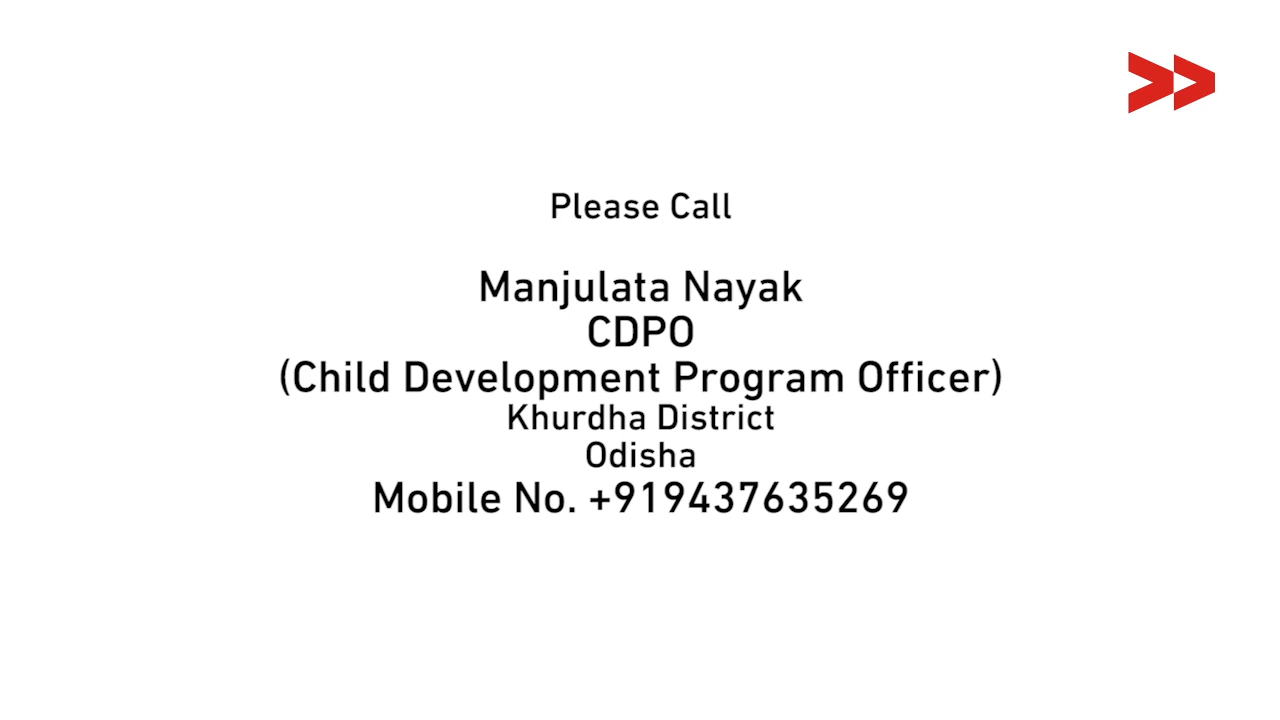 Please Call
Manjulata Nayak
CDPO
(Child Development Program Officer)
Khurdha District
Odisha
Mobile No. +919437635269